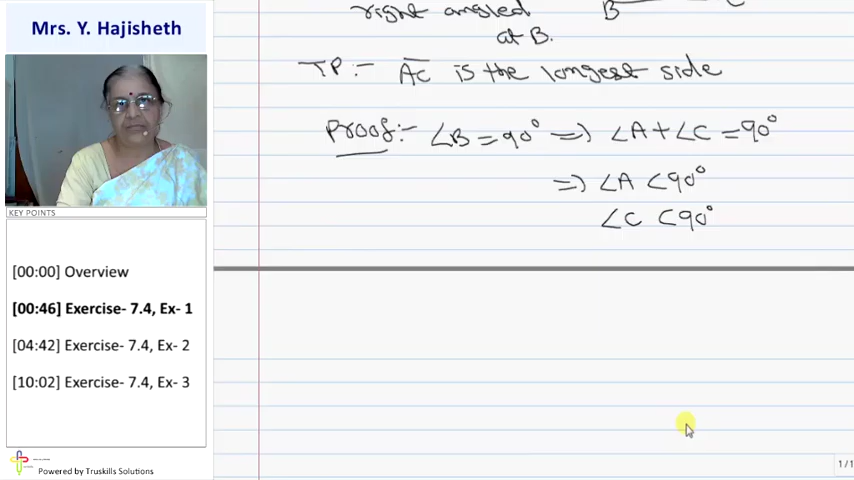 Mrs. Y. Hajisheth
KEY POINTS
[00:00] Overview
[00:46] Exercise- 7.4, Ex- 1
[04:42] Exercise- 7.4, Ex- 2
[10:02] Exercise- 7.4, Ex- 3
Powered by Truskills Solutions
right angled B
at B.
TP:- AC is the longest side
Proof:- ∠B = 90° => ∠A + ∠C = 90°
=> ∠A < 90°
∠C < 90°
1/1